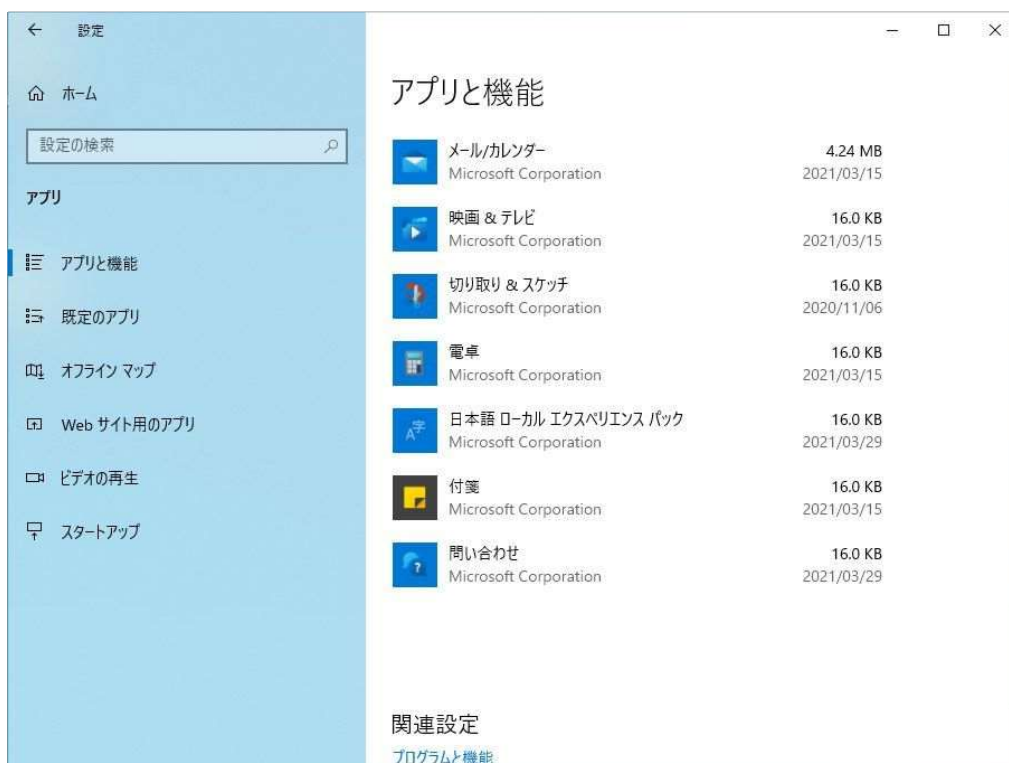 設定
ホーム
設定の検索
アプリ
アプリと機能
既定のアプリ
オフライン マップ
Web サイト用のアプリ
ビデオの再生
スタートアップ
アプリと機能
メール/カレンダー
4.24 MB
Microsoft Corporation
2021/03/15
映画 & テレビ
16.0 KB
Microsoft Corporation
2021/03/15
切り取り & スケッチ
16.0 KB
Microsoft Corporation
2020/11/06
電卓
16.0 KB
Microsoft Corporation
2021/03/15
日本語 ローカル エクスペリエンス パック
16.0 KB
Microsoft Corporation
2021/03/29
付箋
16.0 KB
Microsoft Corporation
2021/03/15
問い合わせ
16.0 KB
Microsoft Corporation
2021/03/29
関連設定
プログラムと機能